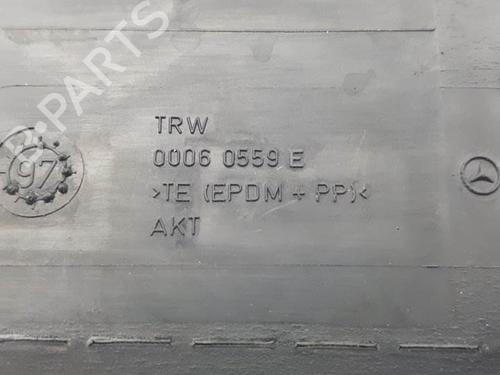 B-PARTS
TRW
0006 0559 E
>TE (EPDM + PP)<
AKT
97